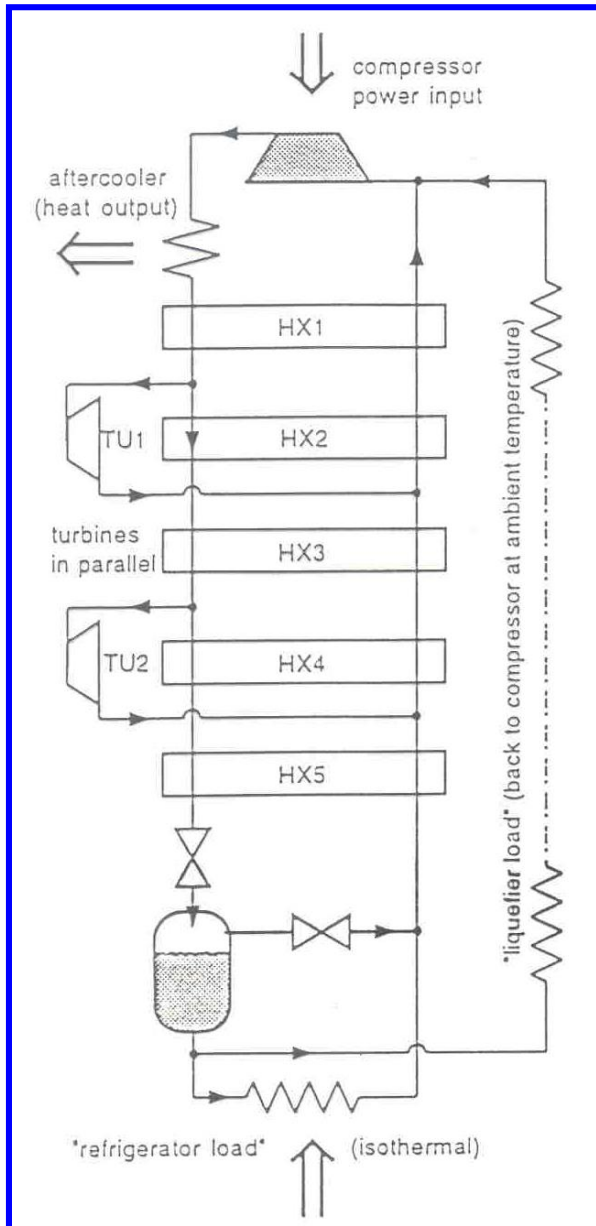 compressor
power input
aftercooler
(heat output)
HX1
TU1
HX2
turbines
in parallel
HX3
TU2
HX4
HX5
"liquefier load" (back to compressor at ambient temperature)
"refrigerator load"
(isothermal)